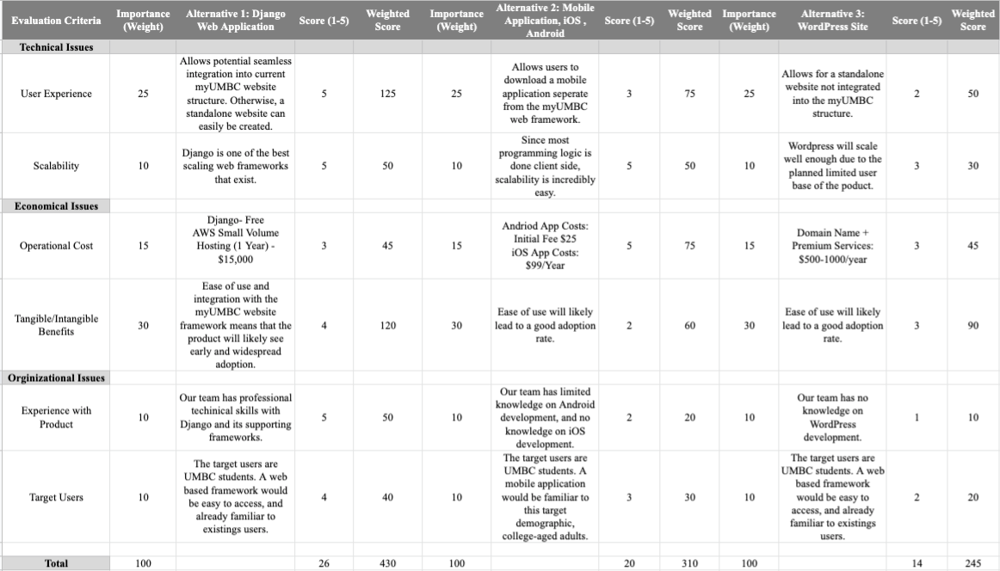 Evaluation Criteria
Importance
(Weight)
Alternative 1: Django
Web Application
Score (1-5)
Weighted
Score
Importance
(Weight)
Alternative 2: Mobile
Application, iOS ,
Android
Score (1-5)
Weighted
Score
Importance
(Weight)
Alternative 3:
WordPress Site
Score (1-5)
Weighted
Score
Technical Issues
User Experience
25
Allows potential seamless
integration into current
myUMBC website
structure. Otherwise, a
standalone website can
easily be created.
5
125
25
Allows users to
download a mobile
application seperate
from the myUMBC
web framework.
3
75
25
Allows for a standalone
website not integrated
into the myUMBC
structure.
2
50
Scalability
10
Django is one of the best
scaling web frameworks
that exist.
5
50
10
Since most
programming logic is
done client side,
scalability is incredibly
easy.
5
50
10
Wordpress will scale
well enough due to the
planned limited user
base of the poduct.
3
30
Economical Issues
Operational Cost
15
Django- Free
AWS Small Volume
Hosting (1 Year) -
$15,000
3
45
15
Andriod App Costs:
Initial Fee $25
iOS App Costs:
$99/Year
5
75
15
Domain Name +
Premium Services:
$500-1000/year
3
45
Tangible/Intangible
Benefits
30
Ease of use and
integration with the
myUMBC website
framework means that the
product will likely see
early and widespread
adoption.
4
120
30
Ease of use will likely
lead to a good adoption
rate.
2
60
30
Ease of use will likely
lead to a good adoption
rate.
3
90
Orginizational Issues
Experience with
Product
10
Our team has professional
techinical skills with
Django and its supporting
frameworks.
5
50
10
Our team has limited
knowledge on Android
development, and no
knowledge on iOS
development.
2
20
10
Our team has no
knowledge on
WordPress
development.
1
10
Target Users
10
The target users are
UMBC students. A web
based framework would
be easy to access, and
already familiar to
existings users.
4
40
10
The target users are
UMBC students. A
mobile application
would be familiar to
this target
demographic,
college-aged adults.
3
30
10
The target users are
UMBC students. A web
based framework
would be easy to
access, and already
familiar to existings
users.
2
20
Total
100
26
430
100
20
310
100
14
245